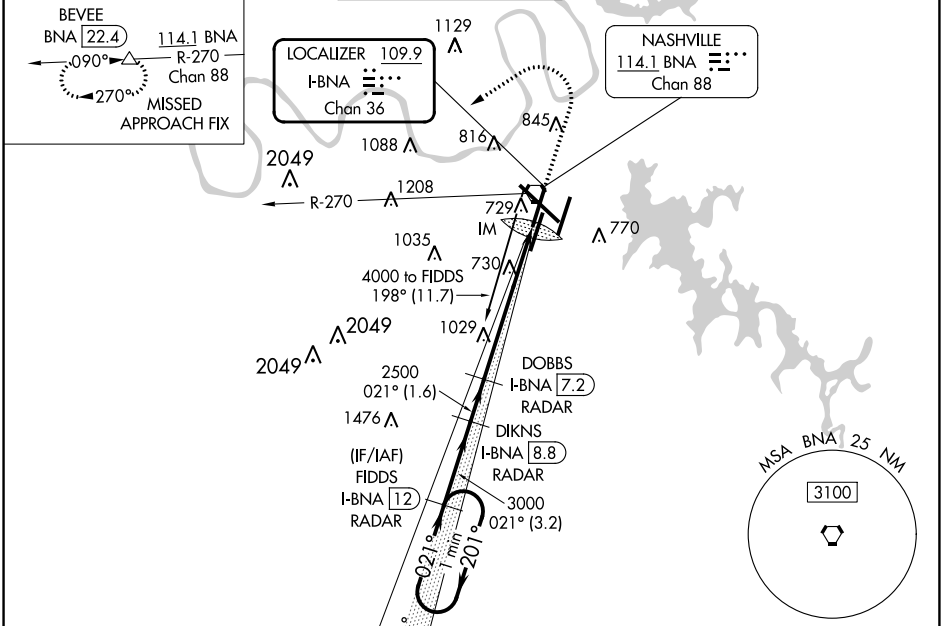 BEVEE
BNA 22.4
114.1 BNA
R-270
Chan 88
090°
270°
MISSED
APPROACH FIX
LOCALIZER 109.9
I-BNA
Chan 36
1129
NASHVILLE
114.1 BNA
Chan 88
1088
816
845
2049
R-270
1208
729
IM
770
1035
730
4000 to FIDDS
198° (11.7)
1029
2049
2049
2500
021° (1.6)
DOBBS
I-BNA 7.2
RADAR
1476
DIKNS
I-BNA 8.8
RADAR
(IF/IAF)
FIDDS
I-BNA 12
RADAR
3000
021° (3.2)
021°
1 min
201°
MSA BNA 25 NM
3100